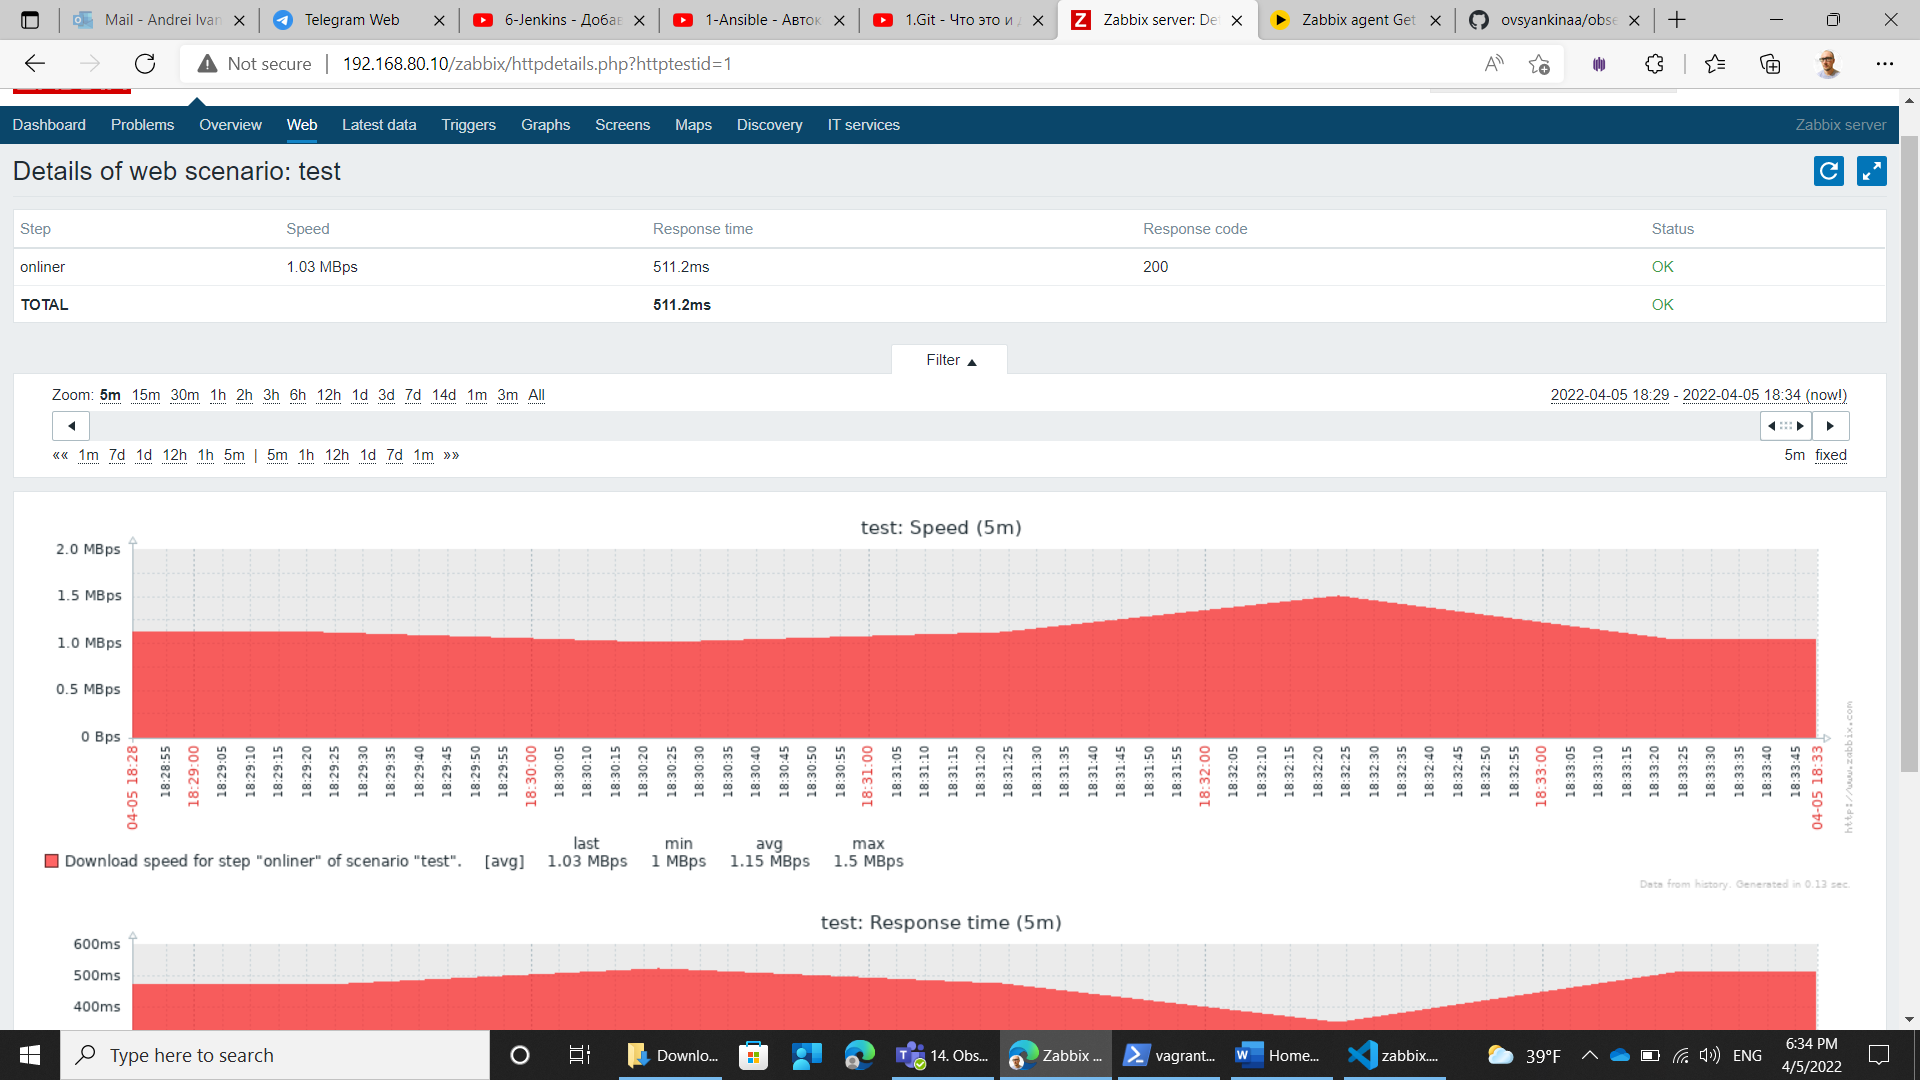 Mail - Andrei Ivan
Telegram Web
6-Jenkins - Добав
1-Ansible - Авток
1.Git - Что это и
Zabbix server: De
Zabbix agent Get
ovsyankinaa/obse
Not secure
192.168.80.10/zabbix/httpdetails.php?httptestid=1
Dashboard Problems Overview Web Latest data Triggers Graphs Screens Maps Discovery IT services Zabbix server
Details of web scenario: test
Step Speed Response time Response code Status
onliner 1.03 MBps 511.2ms 200 OK
TOTAL 511.2ms OK
Filter ▲
Zoom: 5m 15m 30m 1h 2h 3h 6h 12h 1d 3d 7d 14d 1m 3m All 2022-04-05 18:29 - 2022-04-05 18:34 (now!)
«« 1m 7d 1d 12h 1h 5m | 5m 1h 12h 1d 7d 1m »» 5m fixed
test: Speed (5m)
2.0 MBps
1.5 MBps
1.0 MBps
0.5 MBps
0 Bps
04-05 18:28 18:28:55 18:29:00 18:29:05 18:29:10 18:29:15 18:29:20 18:29:25 18:29:30 18:29:35 18:29:40 18:29:45 18:29:50 18:29:55 18:30:00 18:30:05 18:30:10 18:30:15 18:30:20 18:30:25 18:30:30 18:30:35 18:30:40 18:30:45 18:30:50 18:30:55 18:31:00 18:31:05 18:31:10 18:31:15 18:31:20 18:31:25 18:31:30 18:31:35 18:31:40 18:31:45 18:31:50 18:31:55 18:32:00 18:32:05 18:32:10 18:32:15 18:32:20 18:32:25 18:32:30 18:32:35 18:32:40 18:32:45 18:32:50 18:32:55 18:33:00 18:33:05 18:33:10 18:33:15 18:33:20 18:33:25 18:33:30 18:33:35 18:33:40 18:33:45 04-05 18:33
http://www.zabbix.com
last min avg max
Download speed for step "onliner" of scenario "test". [avg] 1.03 MBps 1 MBps 1.15 MBps 1.5 MBps
Data from history. Generated in 0.13 sec.
test: Response time (5m)
600ms
500ms
400ms
Type here to search
Downlo...
14. Obs...
Zabbix ...
vagrant...
Home...
zabbix....
39°F
ENG
6:34 PM
4/5/2022